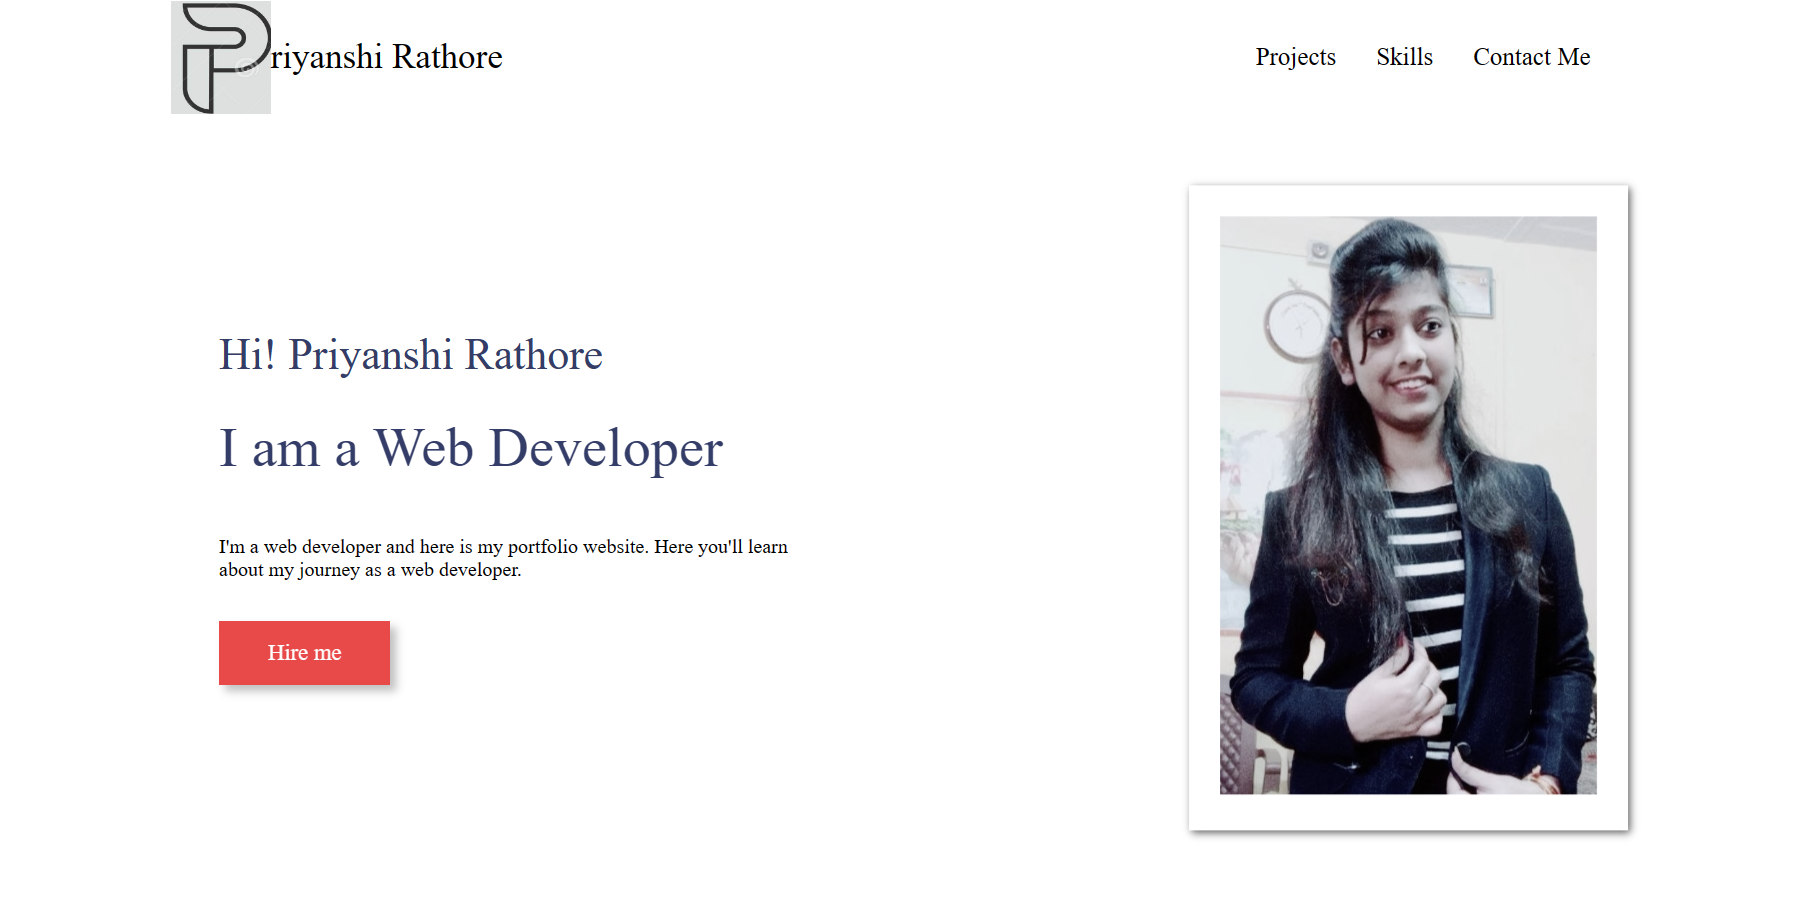 Priyanshi Rathore
Projects Skills Contact Me
Hi! Priyanshi Rathore
I am a Web Developer
I'm a web developer and here is my portfolio website. Here you'll learn
about my journey as a web developer.
Hire me